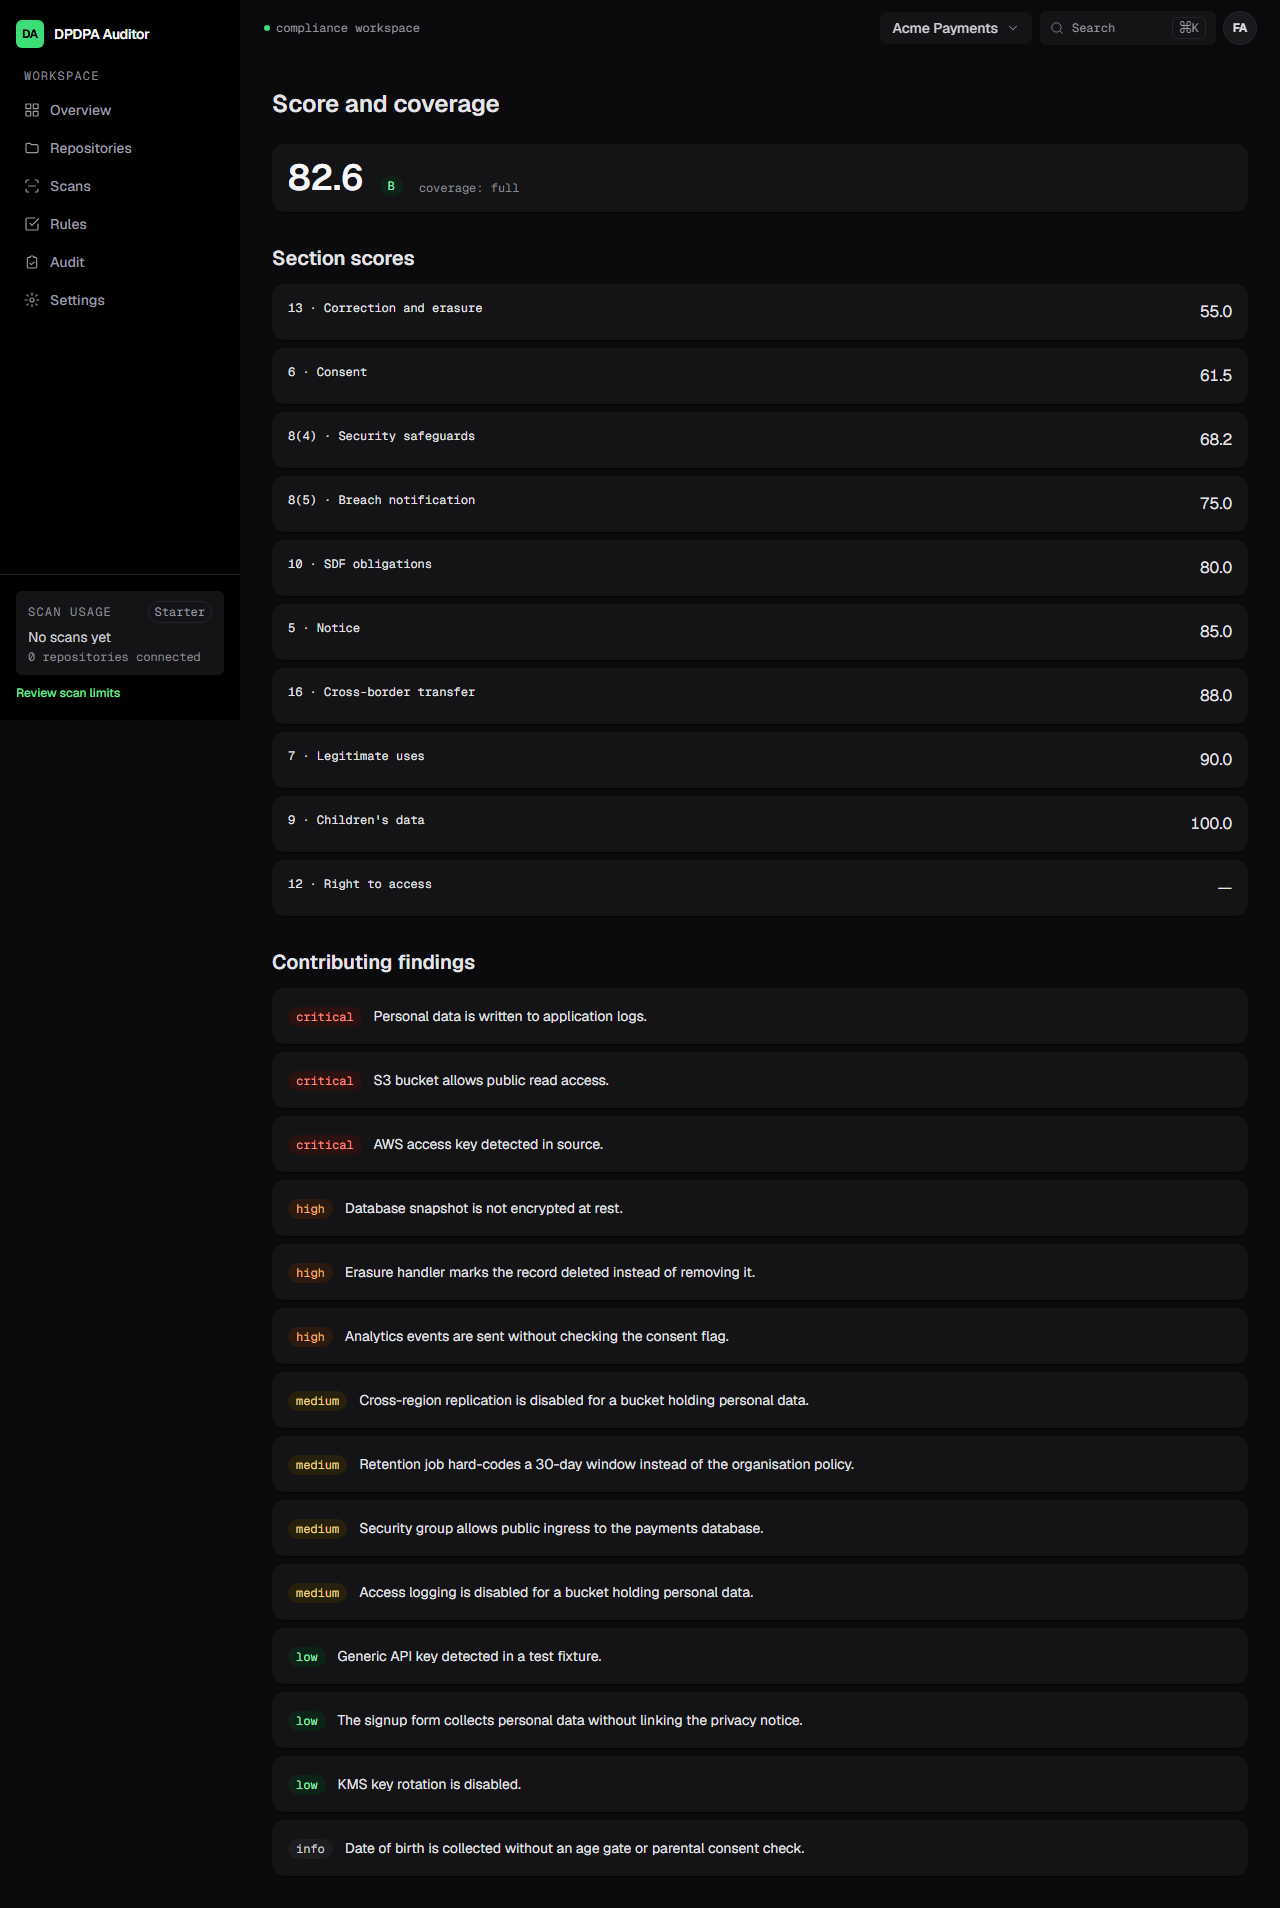 DA DPDPA Auditor
WORKSPACE
Overview
Repositories
Scans
Rules
Audit
Settings
SCAN USAGE Starter
No scans yet
0 repositories connected
Review scan limits
compliance workspace
Acme Payments
Search ⌘K
FA
Score and coverage
82.6 B coverage: full
Section scores
13 · Correction and erasure 55.0
6 · Consent 61.5
8(4) · Security safeguards 68.2
8(5) · Breach notification 75.0
10 · SDF obligations 80.0
5 · Notice 85.0
16 · Cross-border transfer 88.0
7 · Legitimate uses 90.0
9 · Children's data 100.0
12 · Right to access —
Contributing findings
critical Personal data is written to application logs.
critical S3 bucket allows public read access.
critical AWS access key detected in source.
high Database snapshot is not encrypted at rest.
high Erasure handler marks the record deleted instead of removing it.
high Analytics events are sent without checking the consent flag.
medium Cross-region replication is disabled for a bucket holding personal data.
medium Retention job hard-codes a 30-day window instead of the organisation policy.
medium Security group allows public ingress to the payments database.
medium Access logging is disabled for a bucket holding personal data.
low Generic API key detected in a test fixture.
low The signup form collects personal data without linking the privacy notice.
low KMS key rotation is disabled.
info Date of birth is collected without an age gate or parental consent check.